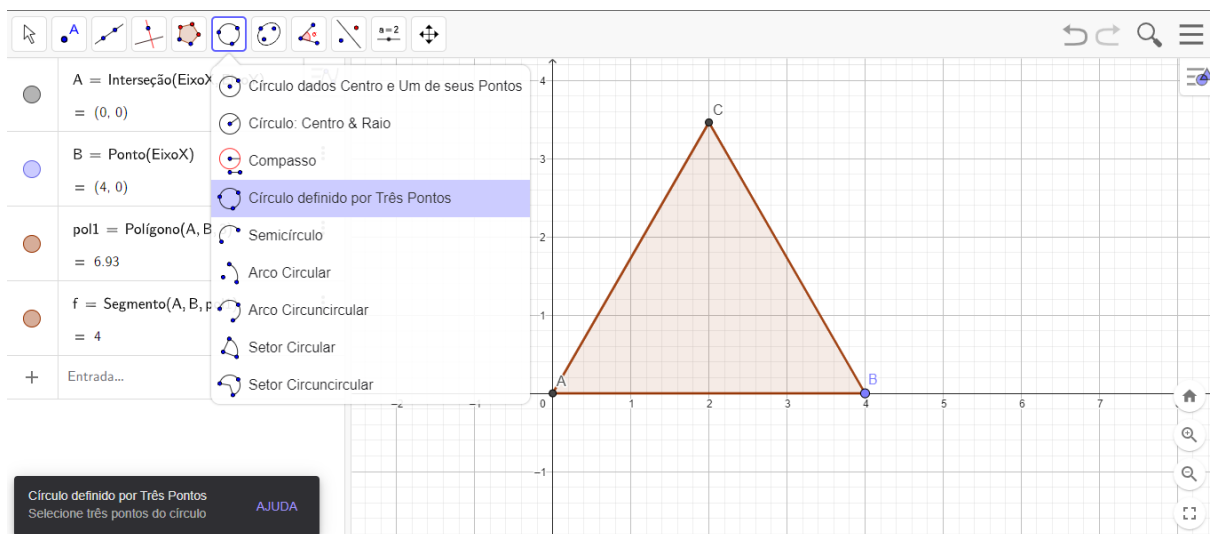 A
a=2
A = Interseção(EixoX
= (0, 0)
B = Ponto(EixoX)
= (4, 0)
pol1 = Polígono(A, B
= 6.93
f = Segmento(A, B, p
= 4
Entrada...
Círculo dados Centro e Um de seus Pontos
Círculo: Centro & Raio
Compasso
Círculo definido por Três Pontos
Semicírculo
Arco Circular
Arco Circuncircular
Setor Circular
Setor Circuncircular
Círculo definido por Três Pontos
Selecione três pontos do círculo
AJUDA
4
3
2
1
-1
-2
-1
0
1
2
3
4
5
6
7
A
B
C